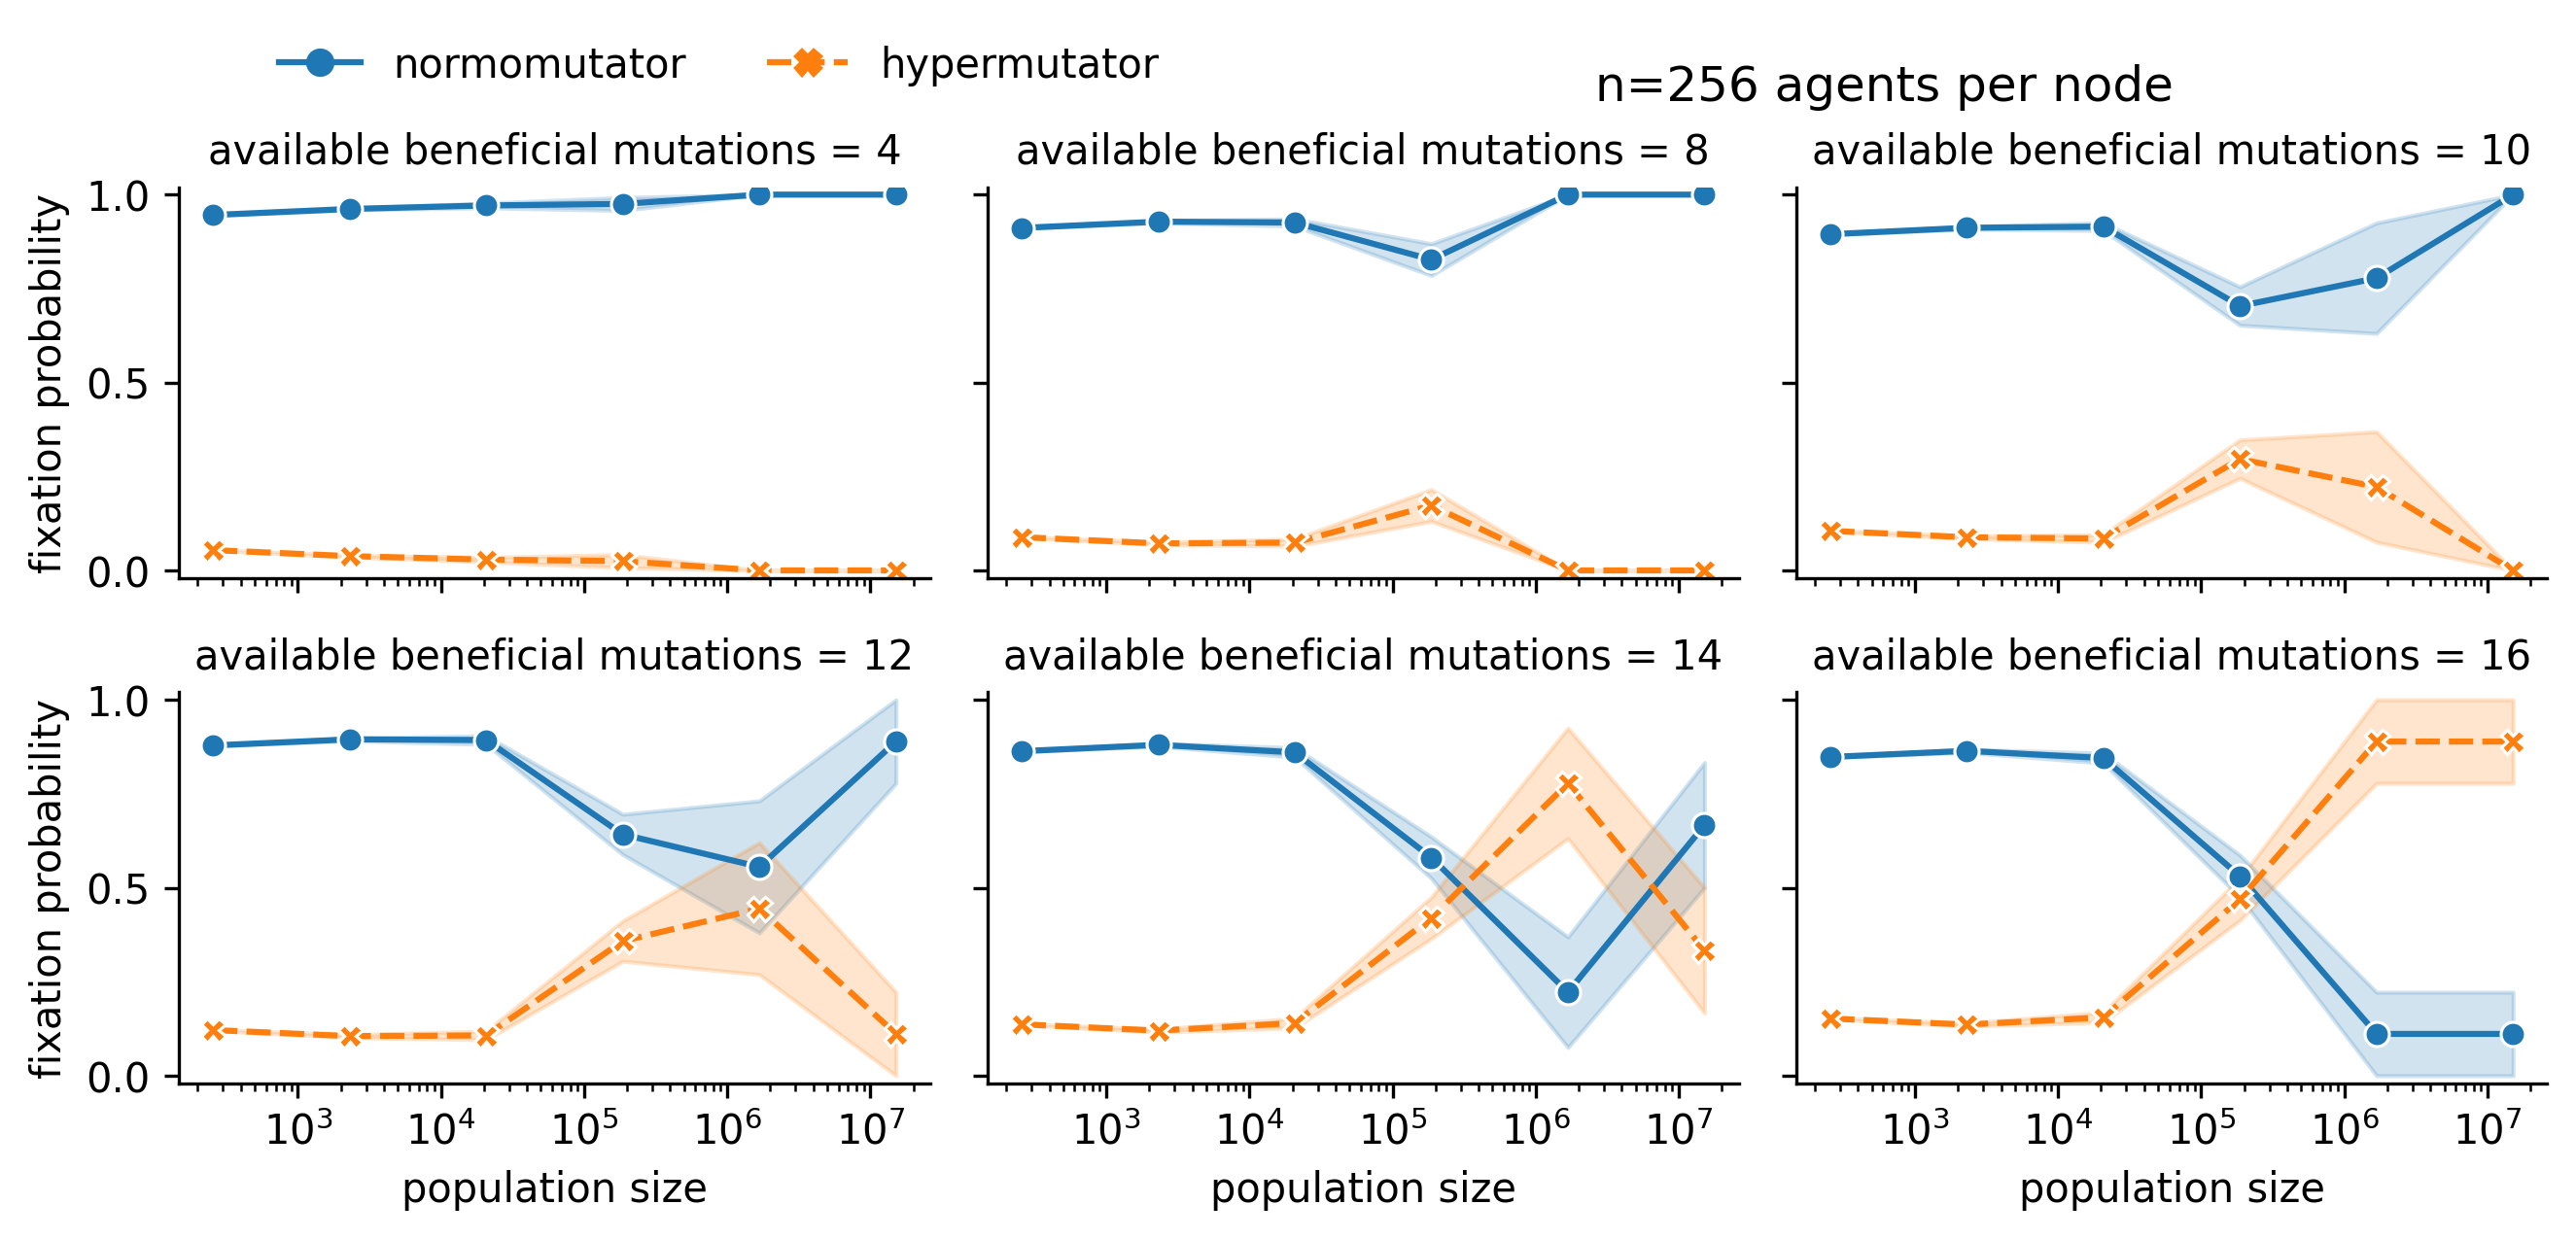 normomutator hypermutator
n=256 agents per node
available beneficial mutations = 4
available beneficial mutations = 8
available beneficial mutations = 10
fixation probability
1.0
0.5
0.0
available beneficial mutations = 12
available beneficial mutations = 14
available beneficial mutations = 16
fixation probability
1.0
0.5
0.0
10³ 10⁴ 10⁵ 10⁶ 10⁷
10³ 10⁴ 10⁵ 10⁶ 10⁷
10³ 10⁴ 10⁵ 10⁶ 10⁷
population size
population size
population size